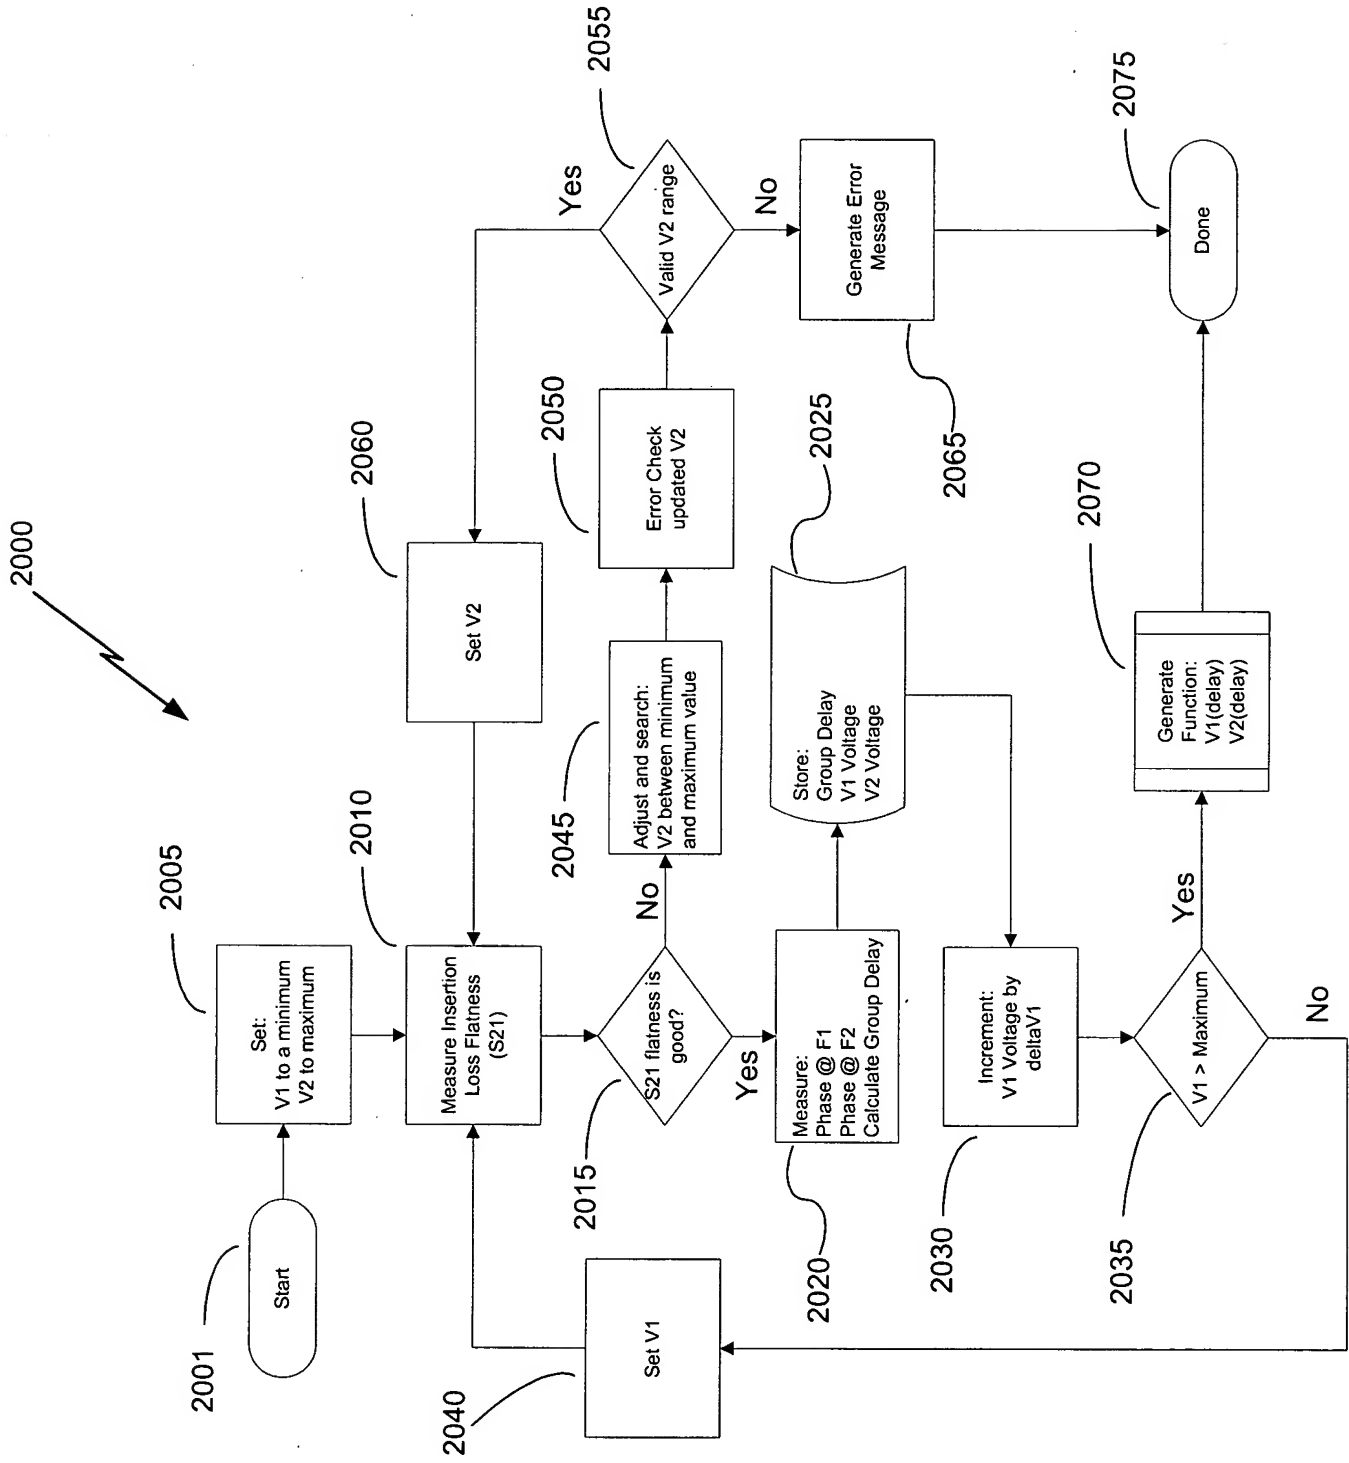 2000
2001
Start
2005
Set:
V1 to a minimum
V2 to maximum
2010
Measure Insertion
Loss Flatness
(S21)
2060
Set V2
2040
Set V1
2015
S21 flatness is
good?
No
Yes
2045
Adjust and search:
V2 between minimum
and maximum value
2050
Error Check
updated V2
2055
Valid V2 range
Yes
No
2020
Measure:
Phase @ F1
Phase @ F2
Calculate Group Delay
2025
Store:
Group Delay
V1 Voltage
V2 Voltage
2065
Generate Error
Message
2030
Increment:
V1 Voltage by
deltaV1
2035
V1 > Maximum
Yes
No
2070
Generate
Function:
V1(delay)
V2(delay)
2075
Done